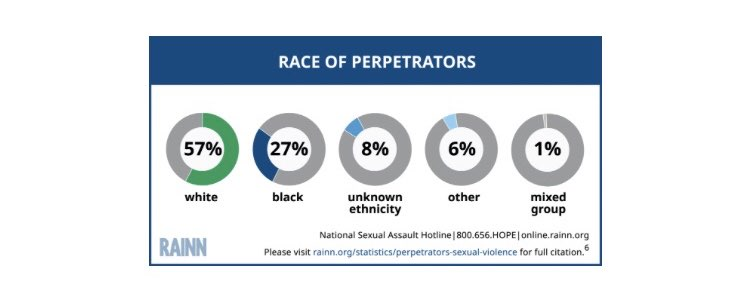 RACE OF PERPETRATORS
57%
27%
8%
6%
1%
white
black
unknown
ethnicity
other
mixed
group
National Sexual Assault Hotline|800.656.HOPE|online.rainn.org
RAINN
Please visit rainn.org/statistics/perpetrators-sexual-violence for full citation.6